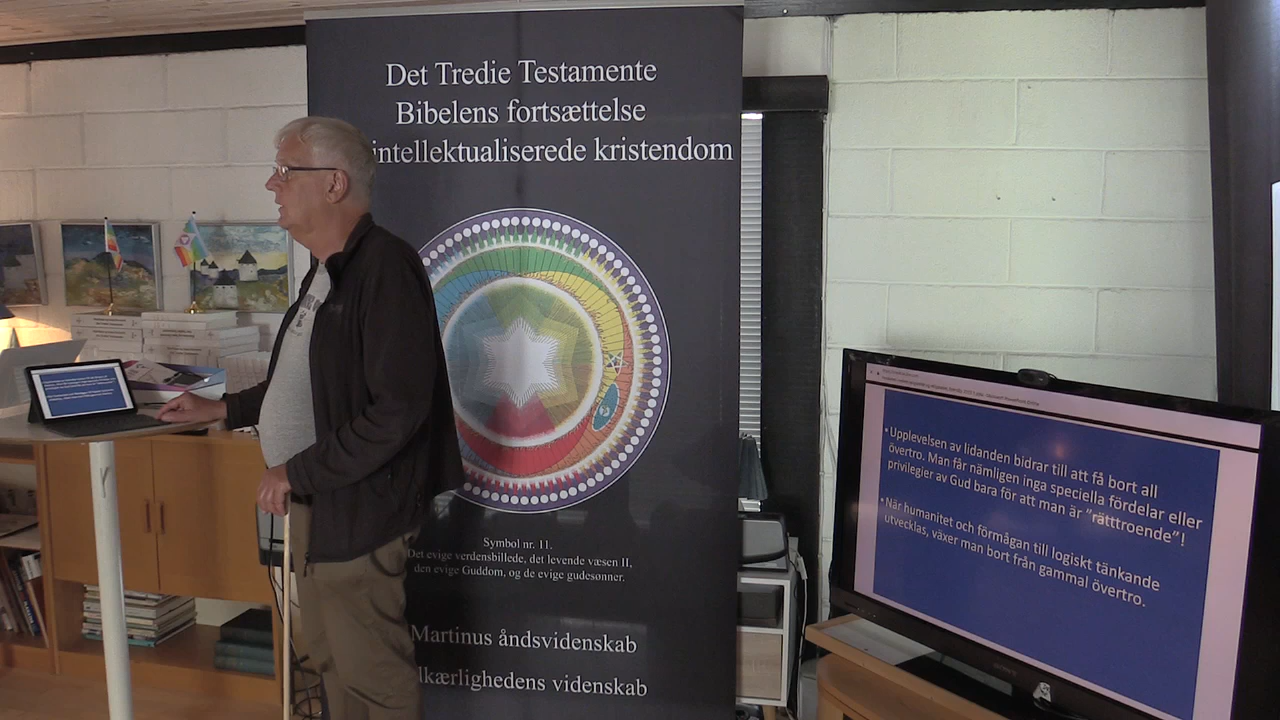 Det Tredie Testamente
Bibelens fortsættelse
intellektualiserede kristendom
Symbol nr. 11.
Det evige verdensbillede, det levende væsen II,
den evige Guddom, og de evige gudesønner.
Martinus åndsvidenskab
lkærlighedens videnskab
•Upplevelsen av lidanden bidrar till att få bort all
övertro. Man får nämligen inga speciella fördelar eller
privilegier av Gud bara för att man är ”rätttroende”!
•När humanitet och förmågan till logiskt tänkande
utvecklas, växer man bort från gammal övertro.